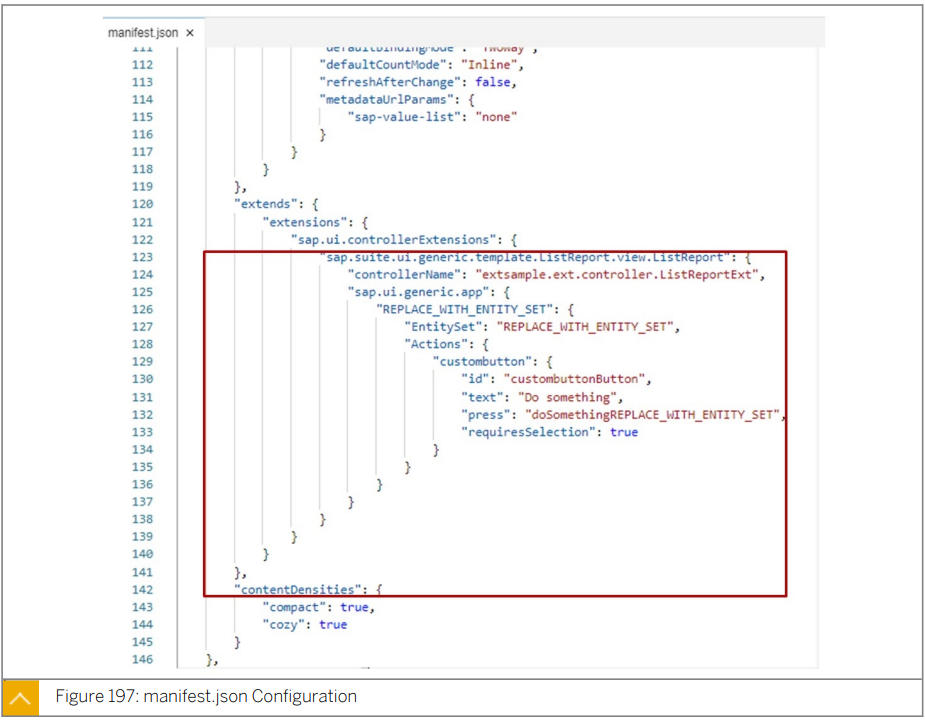 manifest.json ×
111 "defaultBindingMode": "TwoWay",
112 "defaultCountMode": "Inline",
113 "refreshAfterChange": false,
114 "metadataUrlParams": {
115 "sap-value-list": "none"
116 }
117 }
118 }
119 },
120 "extends": {
121 "extensions": {
122 "sap.ui.controllerExtensions": {
123 "sap.suite.ui.generic.template.ListReport.view.ListReport": {
124 "controllerName": "extsample.ext.controller.ListReportExt",
125 "sap.ui.generic.app": {
126 "REPLACE_WITH_ENTITY_SET": {
127 "EntitySet": "REPLACE_WITH_ENTITY_SET",
128 "Actions": {
129 "custombutton": {
130 "id": "custombuttonButton",
131 "text": "Do something",
132 "press": "doSomethingREPLACE_WITH_ENTITY_SET",
133 "requiresSelection": true
134 }
135 }
136 }
137 }
138 }
139 }
140 }
141 },
142 "contentDensities": {
143 "compact": true,
144 "cozy": true
145 }
146 },
Figure 197: manifest.json Configuration